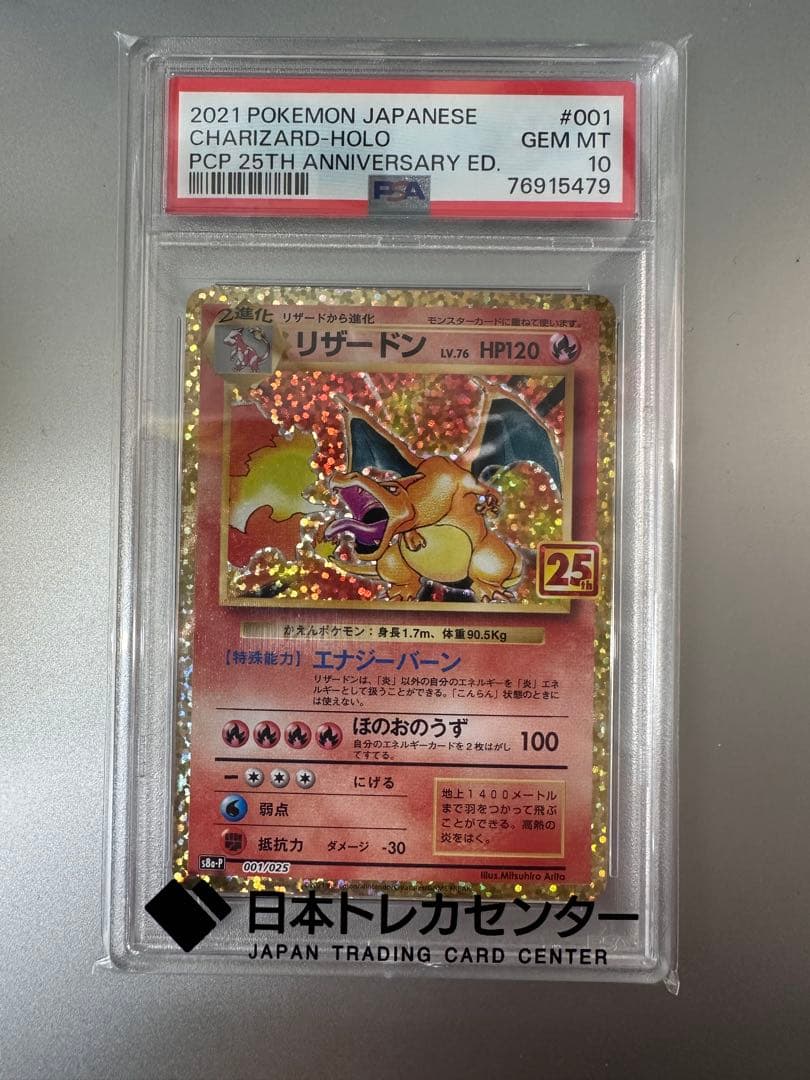 2021 POKEMON JAPANESE #001
CHARIZARD-HOLO GEM MT
PCP 25TH ANNIVERSARY ED. 10
PSA 76915479
2進化 リザードから進化 モンスターカードに重ねて使います。
リザードン LV.76 HP120
25th
かえんポケモン:身長1.7m、体重90.5Kg
【特殊能力】エナジーバーン
リザードンは、「炎」以外の自分のエネルギーを「炎」エネ
ルギーとして扱うことができる。「こんらん」状態のときに
は使えない。
ほのおのうず 100
自分のエネルギーカードを2枚はがし
てすてる。
にげる
弱点
抵抗力 ダメージ -30
地上1400メートル
まで羽をつかって飛ぶ
ことができる。高熱の
炎をはく。
s8a-P 001/025
Illus.Mitsuhiro Arita
日本トレカセンター
JAPAN TRADING CARD CENTER